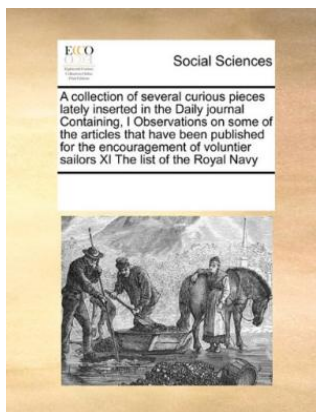 ECCO
Social Sciences
A collection of several curious pieces
lately inserted in the Daily journal
Containing, I Observations on some of
the articles that have been published
for the encouragement of voluntier
sailors XI The list of the Royal Navy